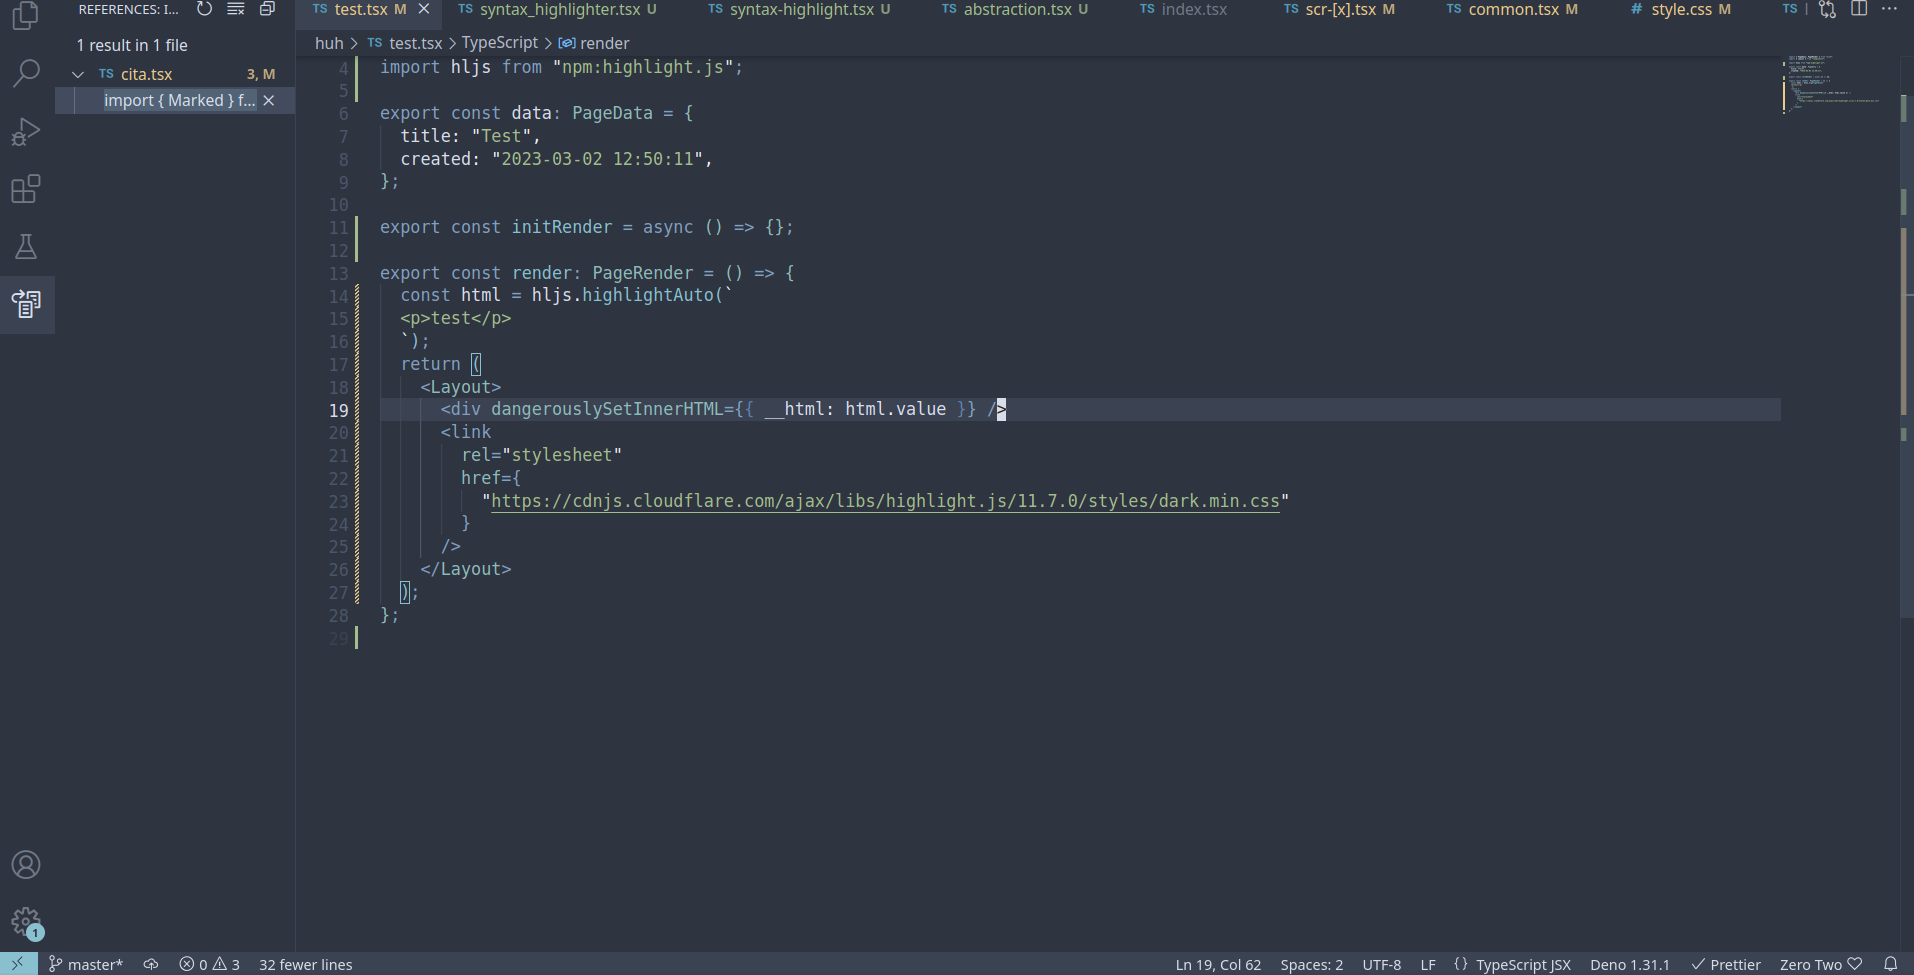 REFERENCES: I...
1 result in 1 file
TS cita.tsx 3, M
import { Marked } f...
TS test.tsx M
TS syntax_highlighter.tsx U
TS syntax-highlight.tsx U
TS abstraction.tsx U
TS index.tsx
TS scr-[x].tsx M
TS common.tsx M
# style.css M
TS
huh > TS test.tsx > TypeScript > render
4 import hljs from "npm:highlight.js";
5
6 export const data: PageData = {
7 title: "Test",
8 created: "2023-03-02 12:50:11",
9 };
10
11 export const initRender = async () => {};
12
13 export const render: PageRender = () => {
14 const html = hljs.highlightAuto(`
15 <p>test</p>
16 `);
17 return (
18 <Layout>
19 <div dangerouslySetInnerHTML={{ __html: html.value }} />
20 <link
21 rel="stylesheet"
22 href={
23 "https://cdnjs.cloudflare.com/ajax/libs/highlight.js/11.7.0/styles/dark.min.css"
24 }
25 />
26 </Layout>
27 );
28 };
29
1
master* 0 3 32 fewer lines Ln 19, Col 62 Spaces: 2 UTF-8 LF {} TypeScript JSX Deno 1.31.1 Prettier Zero Two